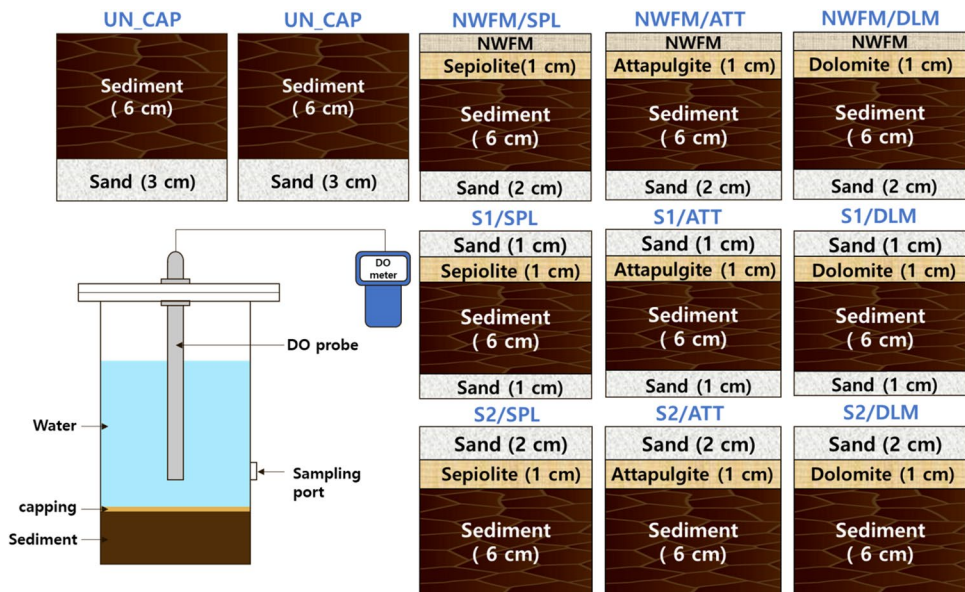 UN_CAP
Sediment
( 6 cm)
Sand (3 cm)
UN_CAP
Sediment
( 6 cm)
Sand (3 cm)
NWFM/SPL
NWFM
Sepiolite(1 cm)
Sediment
( 6 cm)
Sand (2 cm)
NWFM/ATT
NWFM
Attapulgite (1 cm)
Sediment
( 6 cm)
Sand (2 cm)
NWFM/DLM
NWFM
Dolomite (1 cm)
Sediment
( 6 cm)
Sand (2 cm)
DO
meter
DO probe
Water
Sampling
port
capping
Sediment
S1/SPL
Sand (1 cm)
Sepiolite (1 cm)
Sediment
( 6 cm)
Sand (1 cm)
S1/ATT
Sand (1 cm)
Attapulgite (1 cm)
Sediment
( 6 cm)
Sand (1 cm)
S1/DLM
Sand (1 cm)
Dolomite (1 cm)
Sediment
( 6 cm)
Sand (1 cm)
S2/SPL
Sand (2 cm)
Sepiolite (1 cm)
Sediment
( 6 cm)
S2/ATT
Sand (2 cm)
Attapulgite (1 cm)
Sediment
( 6 cm)
S2/DLM
Sand (2 cm)
Dolomite (1 cm)
Sediment
( 6 cm)